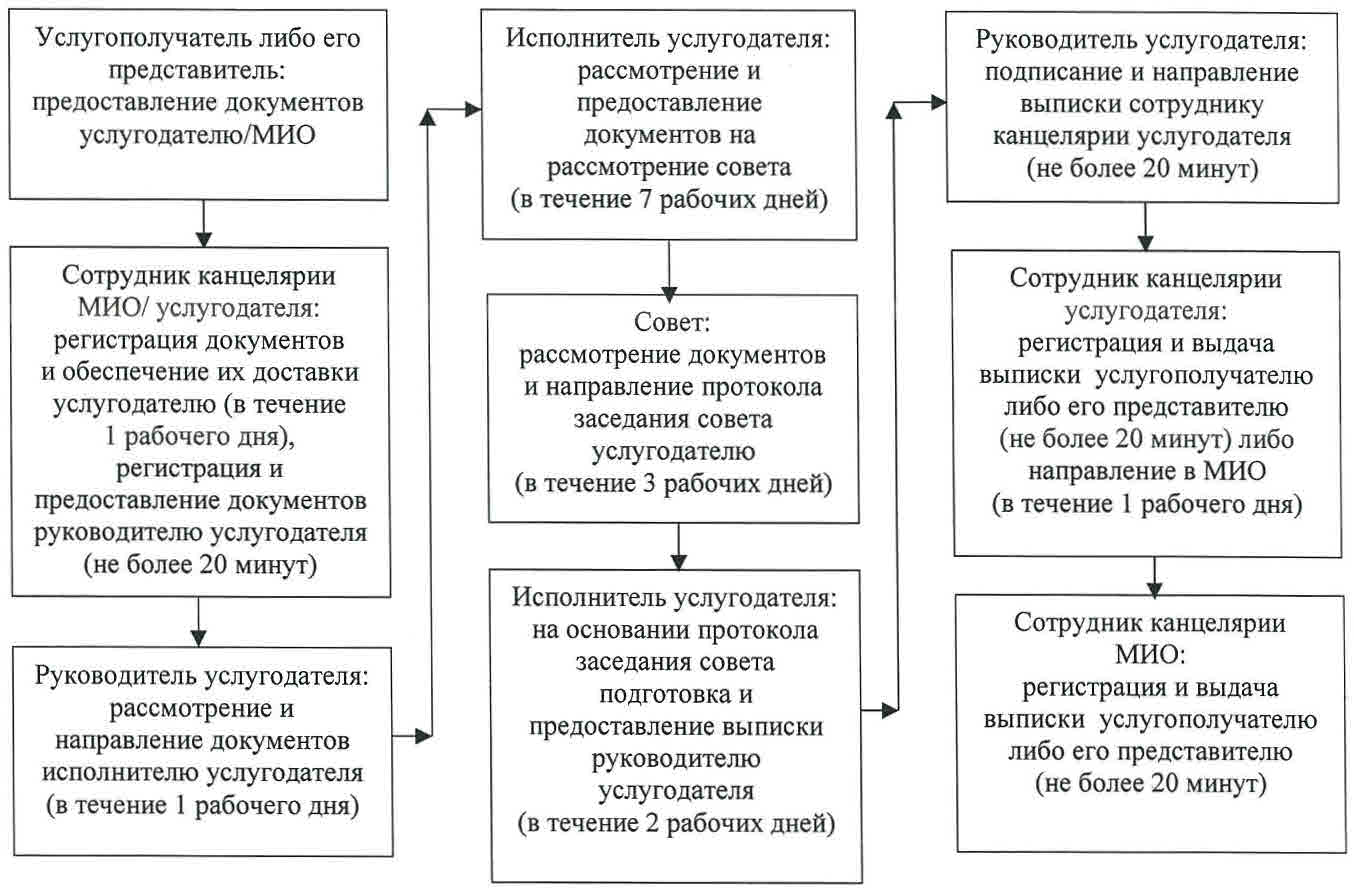 Услугополучатель либо его
представитель:
предоставление документов
услугодателю/МИО
Сотрудник канцелярии
МИО/ услугодателя:
регистрация документов
и обеспечение их доставки
услугодателю (в течение
1 рабочего дня),
регистрация и
предоставление документов
руководителю услугодателя
(не более 20 минут)
Руководитель услугодателя:
рассмотрение и
направление документов
исполнителю услугодателя
(в течение 1 рабочего дня)
Исполнитель услугодателя:
рассмотрение и
предоставление
документов на
рассмотрение совета
(в течение 7 рабочих дней)
Совет:
рассмотрение документов
и направление протокола
заседания совета
услугодателю
(в течение 3 рабочих дней)
Исполнитель услугодателя:
на основании протокола
заседания совета
подготовка и
предоставление выписки
руководителю
услугодателя
(в течение 2 рабочих дней)
Руководитель услугодателя:
подписание и направление
выписки сотруднику
канцелярии услугодателя
(не более 20 минут)
Сотрудник канцелярии
услугодателя:
регистрация и выдача
выписки услугополучателю
либо его представителю
(не более 20 минут) либо
направление в МИО
(в течение 1 рабочего дня)
Сотрудник канцелярии
МИО:
регистрация и выдача
выписки услугополучателю
либо его представителю
(не более 20 минут)